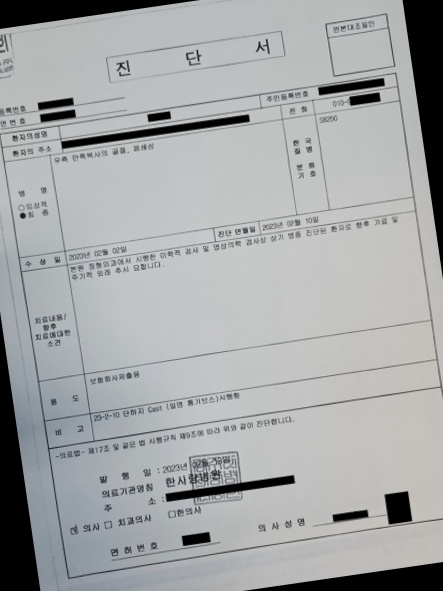 진 단 서
원본대조필인
등록번호
연 번 호
주민등록번호
환자의성명
전 화 010-
환자의 주소
병 명
○임상적
●최 종
우측 만족복사의 골절, 폐쇄성
한국질병 분류기호
S8250
수 상 일 2023년 02월 02일 진단 연월일 2023년 02월 10일
치료내용/
향후
치료에대한
소견
본원 정형외과에서 시행한 이학적 검사 및 영상의학 검사상 상기 병증 진단된 환자로 향후 가료 및
주기적 외래 추시 요합니다.
용 도 보험회사제출용
비 고 23-2-10 단하지 Cast (일명 통기브스)시행함
-의료법- 제17조 및 같은 법 시행규칙 제9조에 따라 위와 같이 진단합니다.
발 행 일 : 2023년 02월
의료기관명칭 한사랑병원
주 소 :
☑ 의사 □ 치과의사 □한의사
면 허 번 호
의 사 성 명